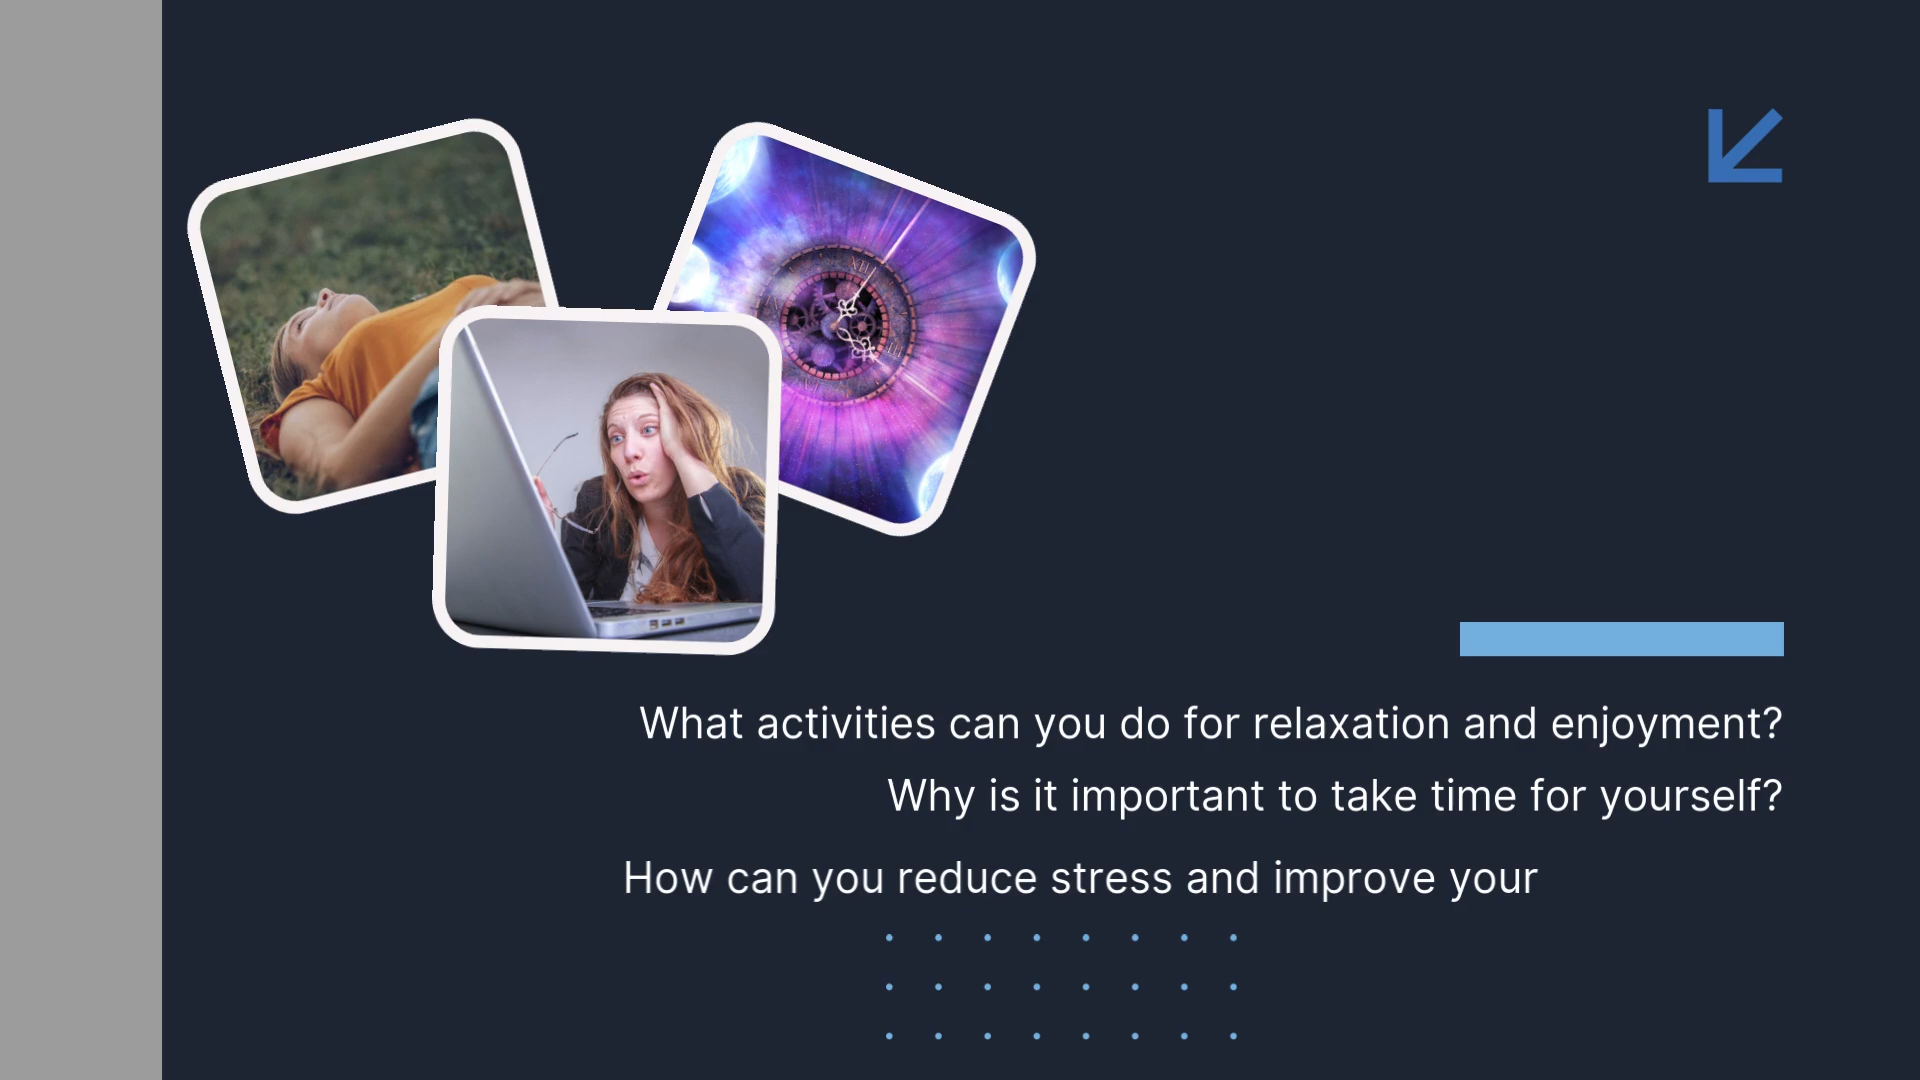 What activities can you do for relaxation and enjoyment?
Why is it important to take time for yourself?
How can you reduce stress and improve your